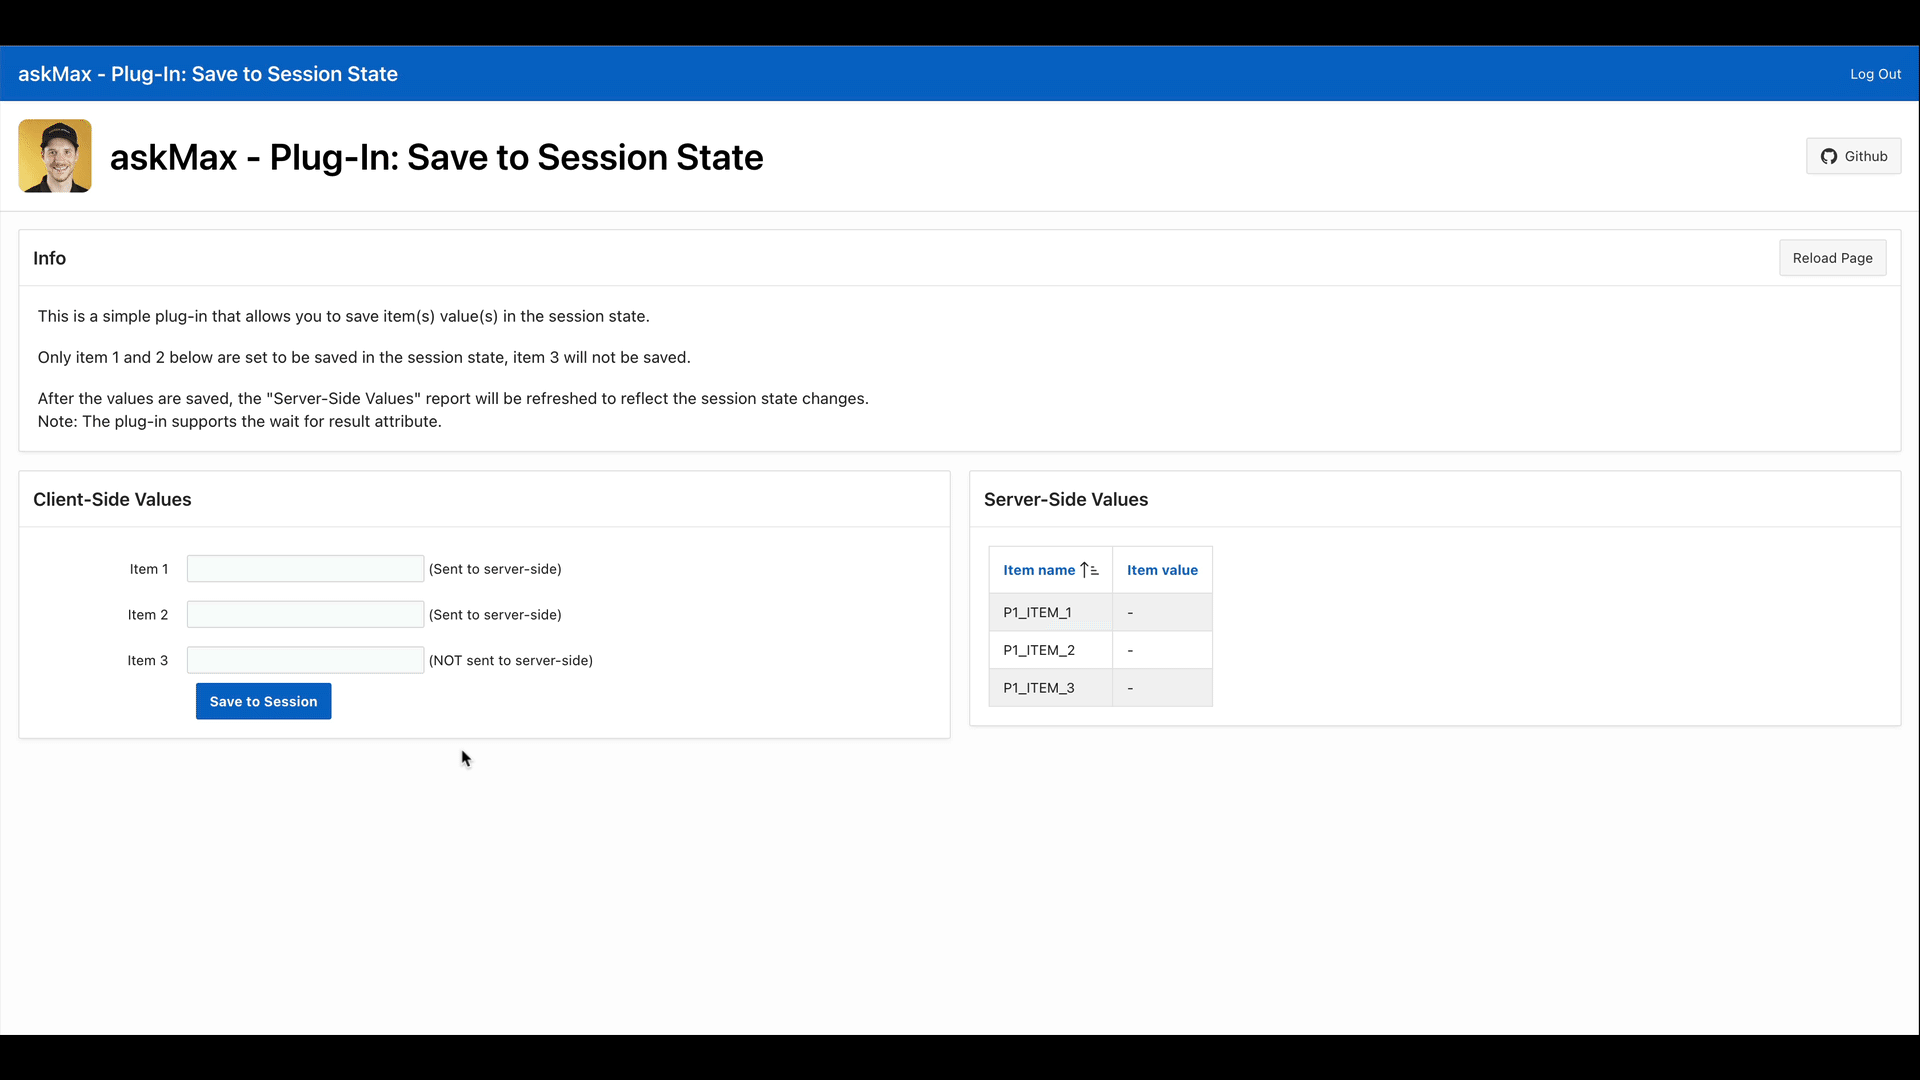 askMax - Plug-In: Save to Session State
Log Out
askMax - Plug-In: Save to Session State
Github
Info
Reload Page
This is a simple plug-in that allows you to save item(s) value(s) in the session state.
Only item 1 and 2 below are set to be saved in the session state, item 3 will not be saved.
After the values are saved, the "Server-Side Values" report will be refreshed to reflect the session state changes.
Note: The plug-in supports the wait for result attribute.
Client-Side Values
Item 1 (Sent to server-side)
Item 2 (Sent to server-side)
Item 3 (NOT sent to server-side)
Save to Session
Server-Side Values
Item name Item value
P1_ITEM_1 -
P1_ITEM_2 -
P1_ITEM_3 -